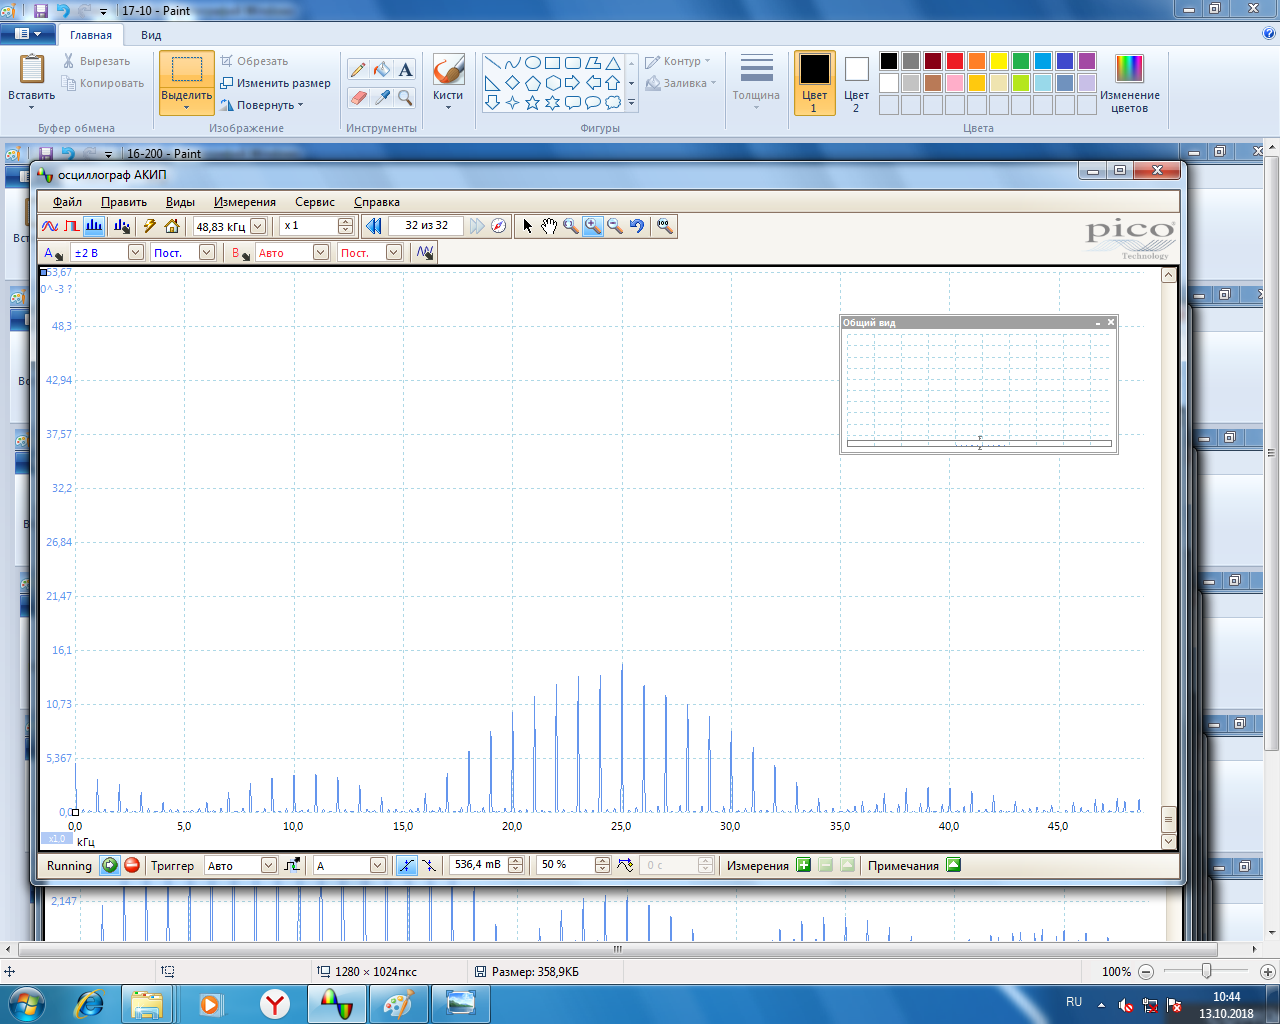 17-10 - Paint
Главная Вид
Вставить
Вырезать
Копировать
Буфер обмена
Выделить
Обрезать
Изменить размер
Повернуть
Изображение
Инструменты
Кисти
Контур
Заливка
Фигуры
Толщина
Цвет 1
Цвет 2
Изменение цветов
Цвета
16-200 - Paint
осциллограф АКИП
Файл Править Виды Измерения Сервис Справка
48,83 кГц x 1 32 из 32
A ±2 В Пост. B Авто Пост.
pico
Technology
53,67
0^-3 ?
48,3
42,94
37,57
32,2
26,84
21,47
16,1
10,73
5,367
0,0
Общий вид
0,0 5,0 10,0 15,0 20,0 25,0 30,0 35,0 40,0 45,0
x1,0 кГц
Running Триггер Авто A 536,4 mВ 50 % 0 с Измерения Примечания
2,147
1280 × 1024пкс Размер: 358,9КБ 100%
RU
10:44
13.10.2018